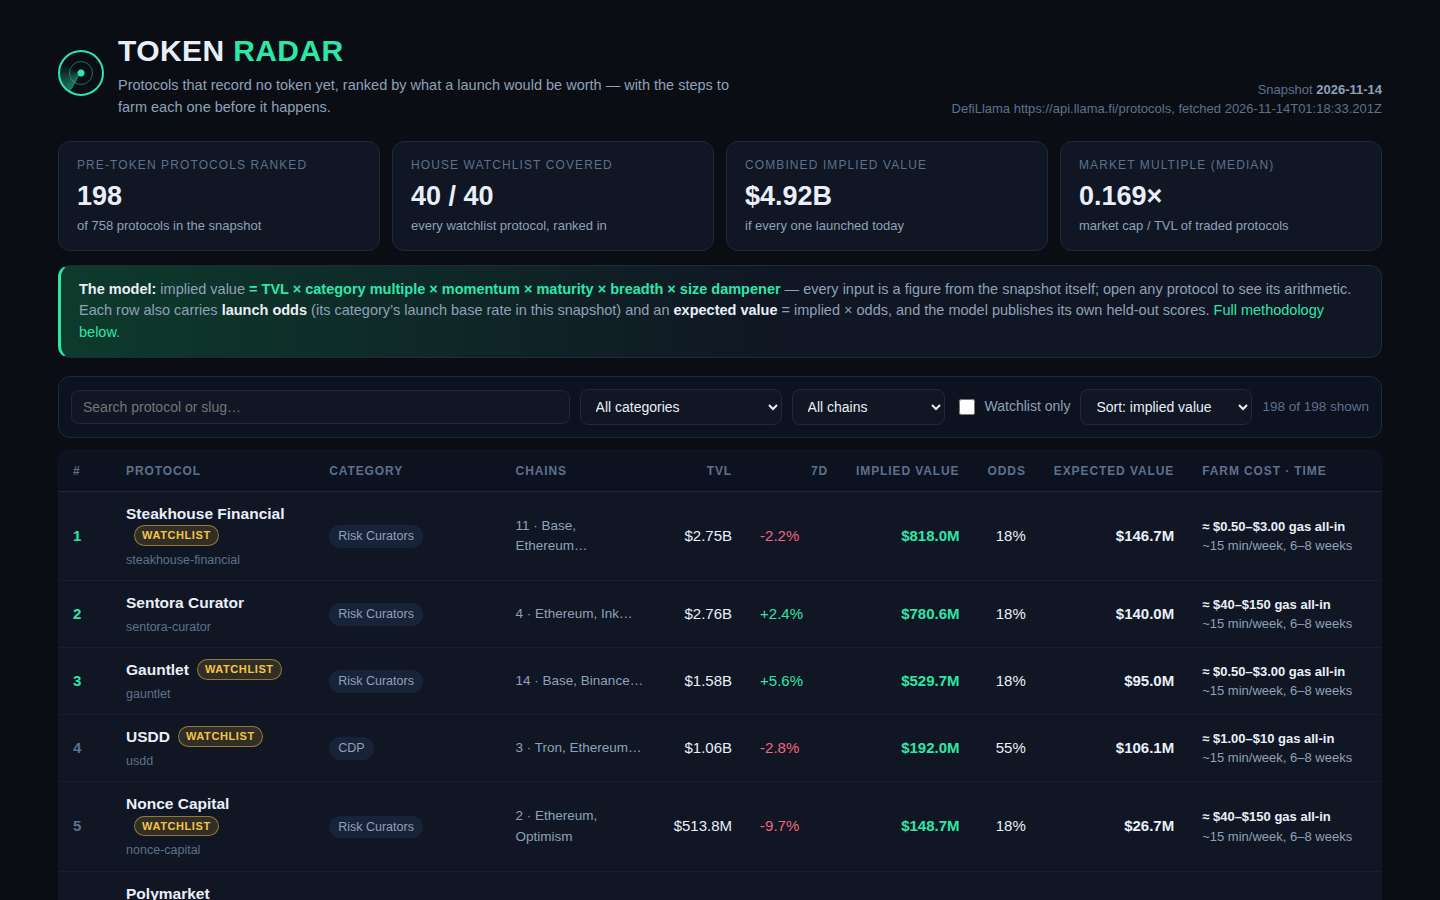 TOKEN RADAR
Protocols that record no token yet, ranked by what a launch would be worth — with the steps to
farm each one before it happens.
Snapshot 2026-11-14
DefiLlama https://api.llama.fi/protocols, fetched 2026-11-14T01:18:33.201Z
PRE-TOKEN PROTOCOLS RANKED
198
of 758 protocols in the snapshot
HOUSE WATCHLIST COVERED
40 / 40
every watchlist protocol, ranked in
COMBINED IMPLIED VALUE
$4.92B
if every one launched today
MARKET MULTIPLE (MEDIAN)
0.169×
market cap / TVL of traded protocols
The model: implied value = TVL × category multiple × momentum × maturity × breadth × size dampener — every input is a figure from the snapshot itself; open any protocol to see its arithmetic.
Each row also carries launch odds (its category's launch base rate in this snapshot) and an expected value = implied × odds, and the model publishes its own held-out scores. Full methodology
below.
Search protocol or slug…
All categories
All chains
Watchlist only
Sort: implied value
198 of 198 shown
# PROTOCOL CATEGORY CHAINS TVL 7D IMPLIED VALUE ODDS EXPECTED VALUE FARM COST · TIME
1
Steakhouse Financial
WATCHLIST
steakhouse-financial
Risk Curators
11 · Base,
Ethereum…
$2.75B
-2.2%
$818.0M
18%
$146.7M
≈ $0.50–$3.00 gas all-in
~15 min/week, 6–8 weeks
2
Sentora Curator
sentora-curator
Risk Curators
4 · Ethereum, Ink…
$2.76B
+2.4%
$780.6M
18%
$140.0M
≈ $40–$150 gas all-in
~15 min/week, 6–8 weeks
3
Gauntlet WATCHLIST
gauntlet
Risk Curators
14 · Base, Binance…
$1.58B
+5.6%
$529.7M
18%
$95.0M
≈ $0.50–$3.00 gas all-in
~15 min/week, 6–8 weeks
4
USDD WATCHLIST
usdd
CDP
3 · Tron, Ethereum…
$1.06B
-2.8%
$192.0M
55%
$106.1M
≈ $1.00–$10 gas all-in
~15 min/week, 6–8 weeks
5
Nonce Capital
WATCHLIST
nonce-capital
Risk Curators
2 · Ethereum,
Optimism
$513.8M
-9.7%
$148.7M
18%
$26.7M
≈ $40–$150 gas all-in
~15 min/week, 6–8 weeks
Polymarket